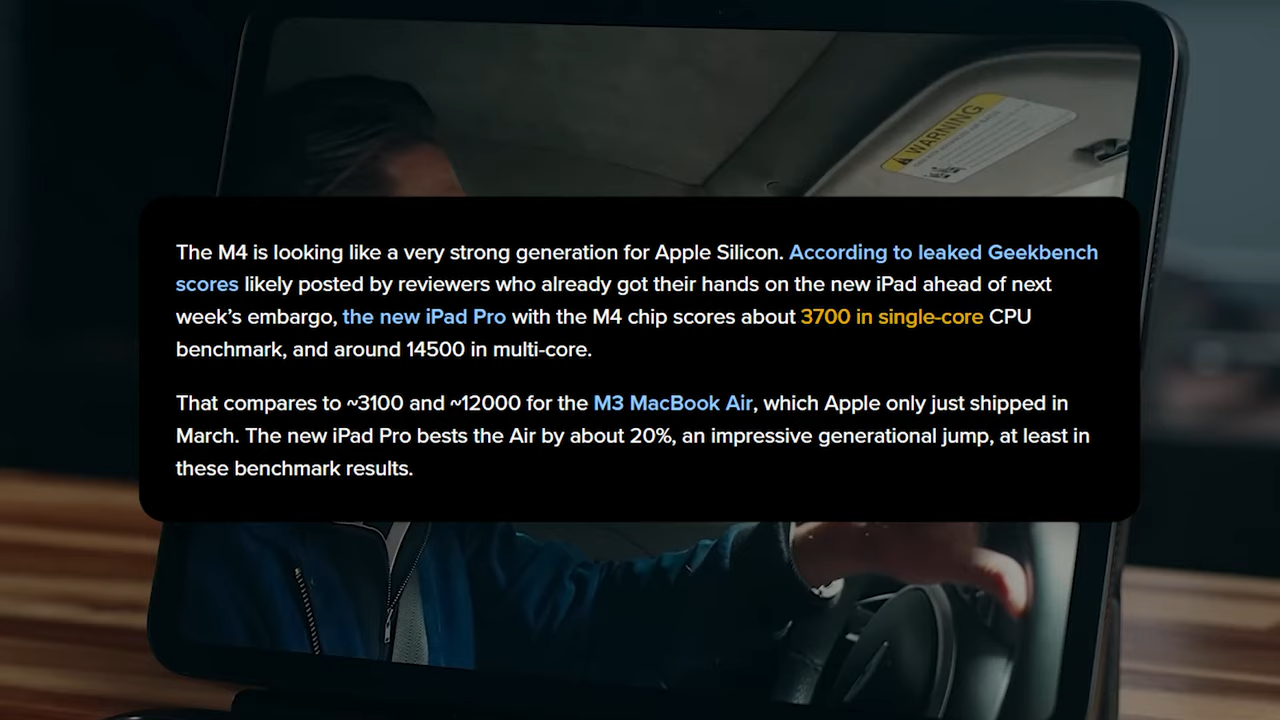 WARNING
The M4 is looking like a very strong generation for Apple Silicon. According to leaked Geekbench
scores likely posted by reviewers who already got their hands on the new iPad ahead of next
week’s embargo, the new iPad Pro with the M4 chip scores about 3700 in single-core CPU
benchmark, and around 14500 in multi-core.
That compares to ~3100 and ~12000 for the M3 MacBook Air, which Apple only just shipped in
March. The new iPad Pro bests the Air by about 20%, an impressive generational jump, at least in
these benchmark results.